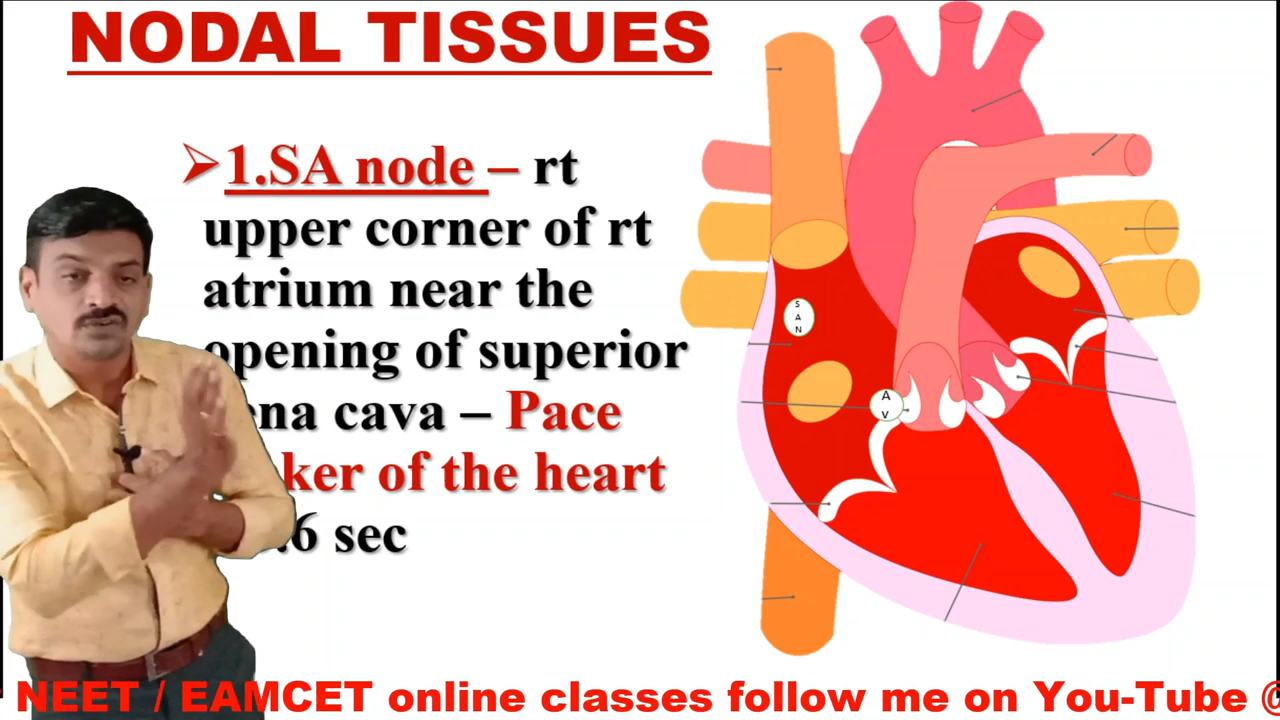 NODAL TISSUES
➢1.SA node – rt
upper corner of rt
atrium near the
opening of superior
ena cava – Pace
ker of the heart
.6 sec
S
A
N
A
V
NEET / EAMCET online classes follow me on You-Tube @